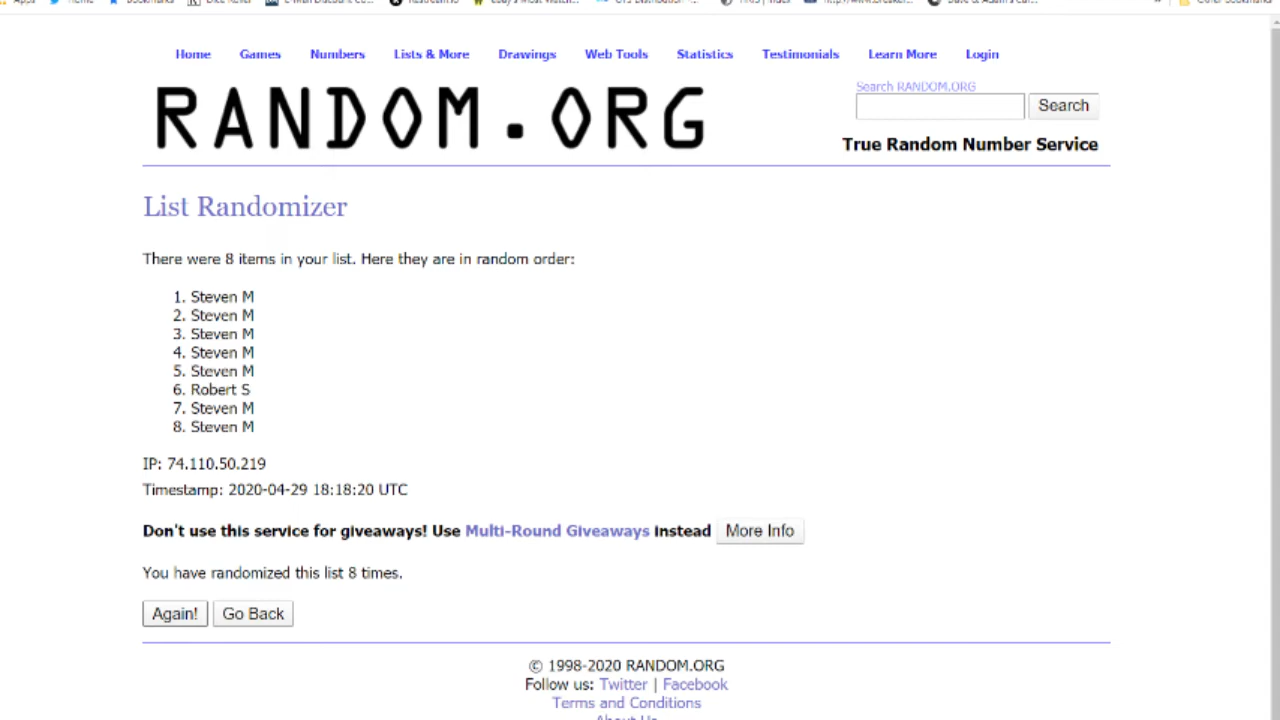 Home Games Numbers Lists & More Drawings Web Tools Statistics Testimonials Learn More Login
RANDOM.ORG
Search RANDOM.ORG
Search
True Random Number Service
List Randomizer
There were 8 items in your list. Here they are in random order:
1. Steven M
2. Steven M
3. Steven M
4. Steven M
5. Steven M
6. Robert S
7. Steven M
8. Steven M
IP: 74.110.50.219
Timestamp: 2020-04-29 18:18:20 UTC
Don't use this service for giveaways! Use Multi-Round Giveaways instead More Info
You have randomized this list 8 times.
Again! Go Back
© 1998-2020 RANDOM.ORG
Follow us: Twitter | Facebook
Terms and Conditions
About Us